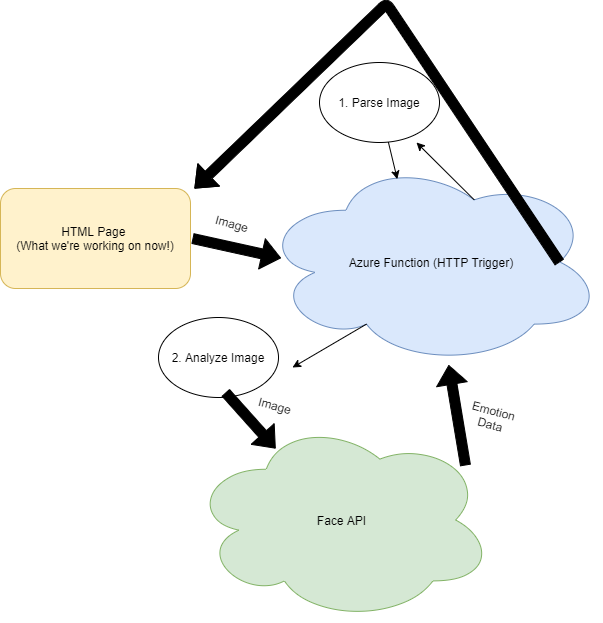 1. Parse Image
HTML Page
(What we're working on now!)
Image
Azure Function (HTTP Trigger)
2. Analyze Image
Image
Emotion
Data
Face API